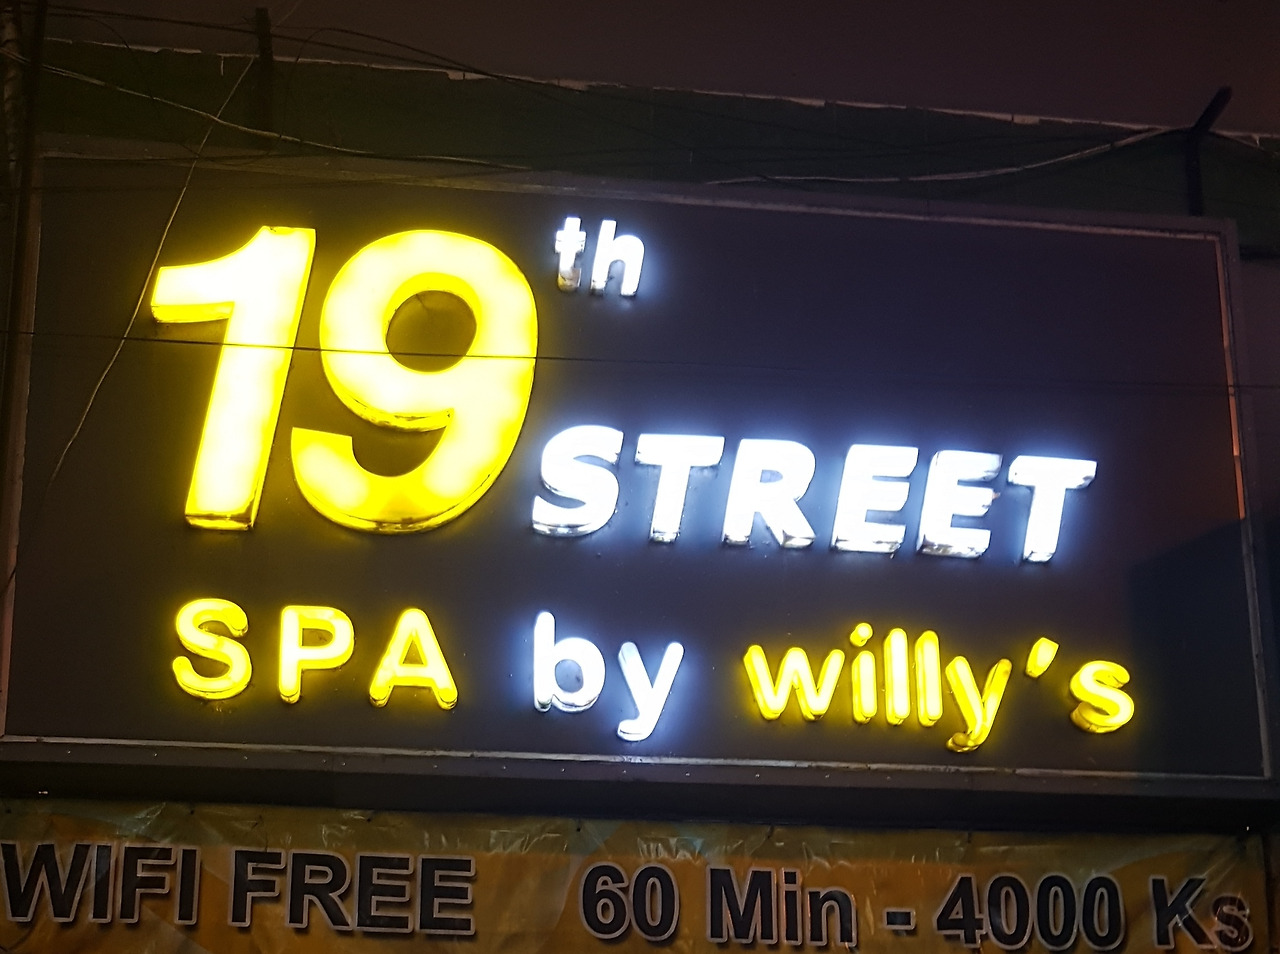 19th
STREET
SPA by willy's
WIFI FREE 60 Min - 4000 Ks